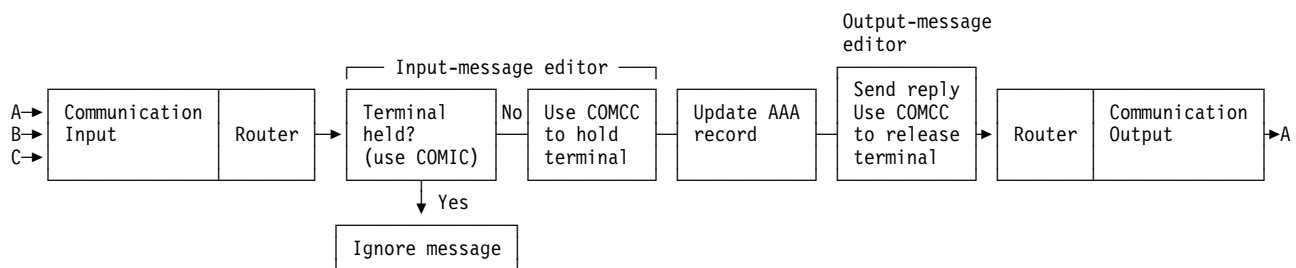 Output-message
editor
Input-message editor
A
B
C
Communication
Input
Router
Terminal
held?
(use COMIC)
No
Use COMCC
to hold
terminal
Update AAA
record
Send reply
Use COMCC
to release
terminal
Router
Communication
Output
A
Yes
Ignore message